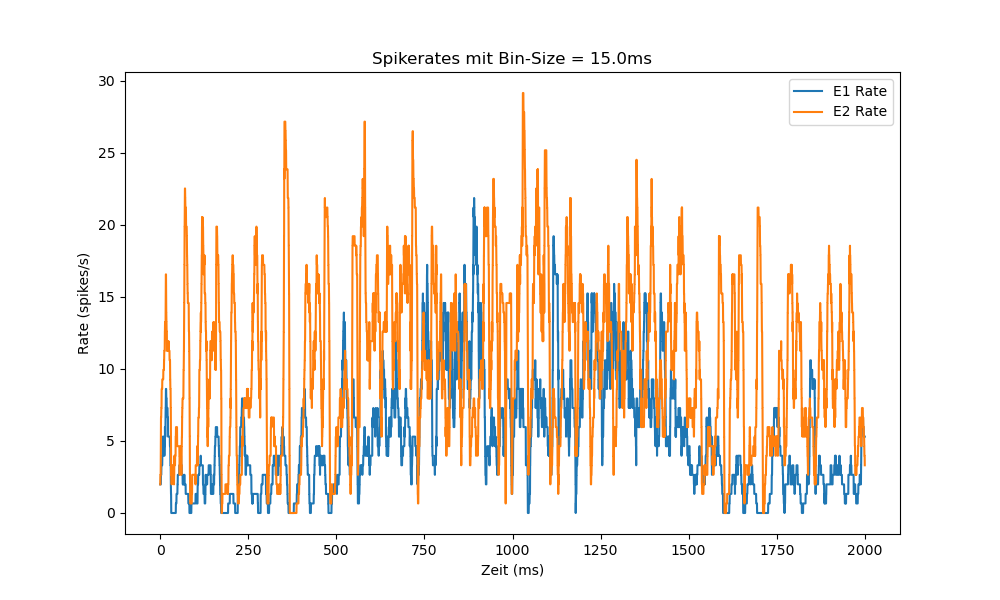 Spikerates mit Bin-Size = 15.0ms
E1 Rate
E2 Rate
Rate (spikes/s)
30
25
20
15
10
5
0
0 250 500 750 1000 1250 1500 1750 2000
Zeit (ms)